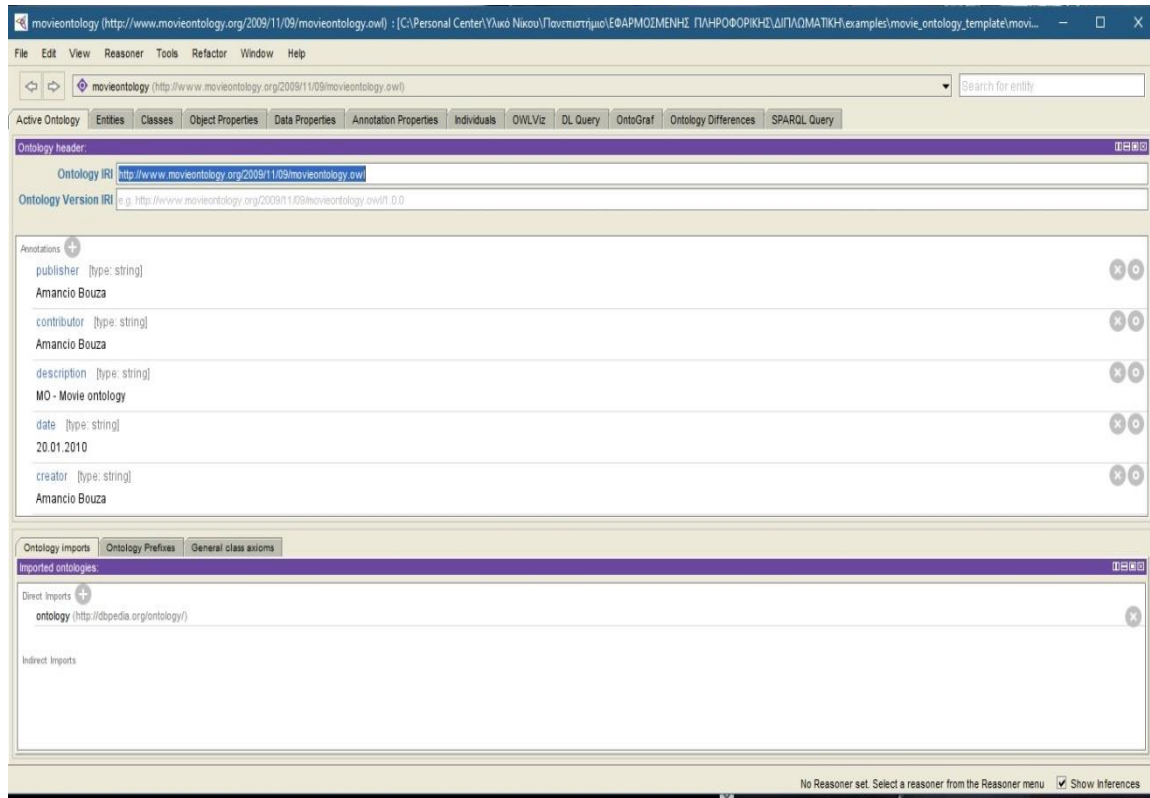 movieontology (http://www.movieontology.org/2009/11/09/movieontology.owl) : [C:\Personal Center\Υλικό Νίκου\Πανεπιστήμιο\ΕΦΑΡΜΟΣΜΕΝΗΣ ΠΛΗΡΟΦΟΡΙΚΗΣ\ΔΙΠΛΩΜΑΤΙΚΗ\examples\movie_ontology_template\movi...
File Edit View Reasoner Tools Refactor Window Help
movieontology (http://www.movieontology.org/2009/11/09/movieontology.owl) Search for entity
Active Ontology Entities Classes Object Properties Data Properties Annotation Properties Individuals OWLViz DL Query OntoGraf Ontology Differences SPARQL Query
Ontology header:
Ontology IRI http://www.movieontology.org/2009/11/09/movieontology.owl
Ontology Version IRI e.g. http://www.movieontology.org/2009/11/09/movieontology.owl/1.0.0
Annotations
publisher [type: string]
Amancio Bouza
contributor [type: string]
Amancio Bouza
description [type: string]
MO - Movie ontology
date [type: string]
20.01.2010
creator [type: string]
Amancio Bouza
Ontology imports Ontology Prefixes General class axioms
Imported ontologies:
Direct Imports
ontology (http://dbpedia.org/ontology/)
Indirect Imports
No Reasoner set. Select a reasoner from the Reasoner menu Show Inferences